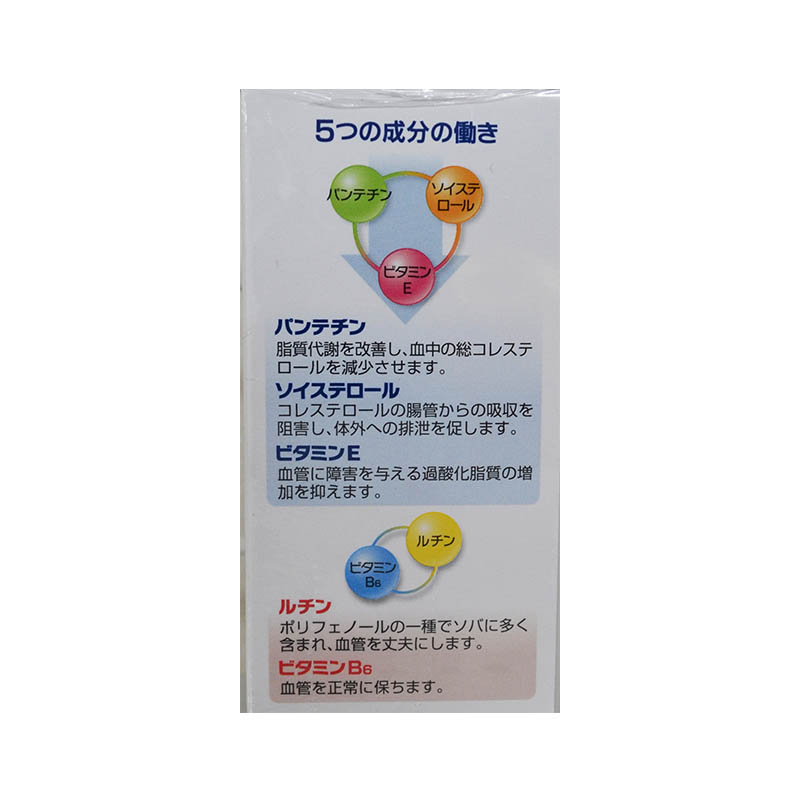 5つの成分の働き
パンテチン
ソイステ
ロール
ビタミン
E
パンテチン
脂質代謝を改善し、血中の総コレステ
ロールを減少させます。
ソイステロール
コレステロールの腸管からの吸収を
阻害し、体外への排泄を促します。
ビタミンE
血管に障害を与える過酸化脂質の増
加を抑えます。
ルチン
ビタミン
B6
ルチン
ポリフェノールの一種でソバに多く
含まれ、血管を丈夫にします。
ビタミンB6
血管を正常に保ちます。